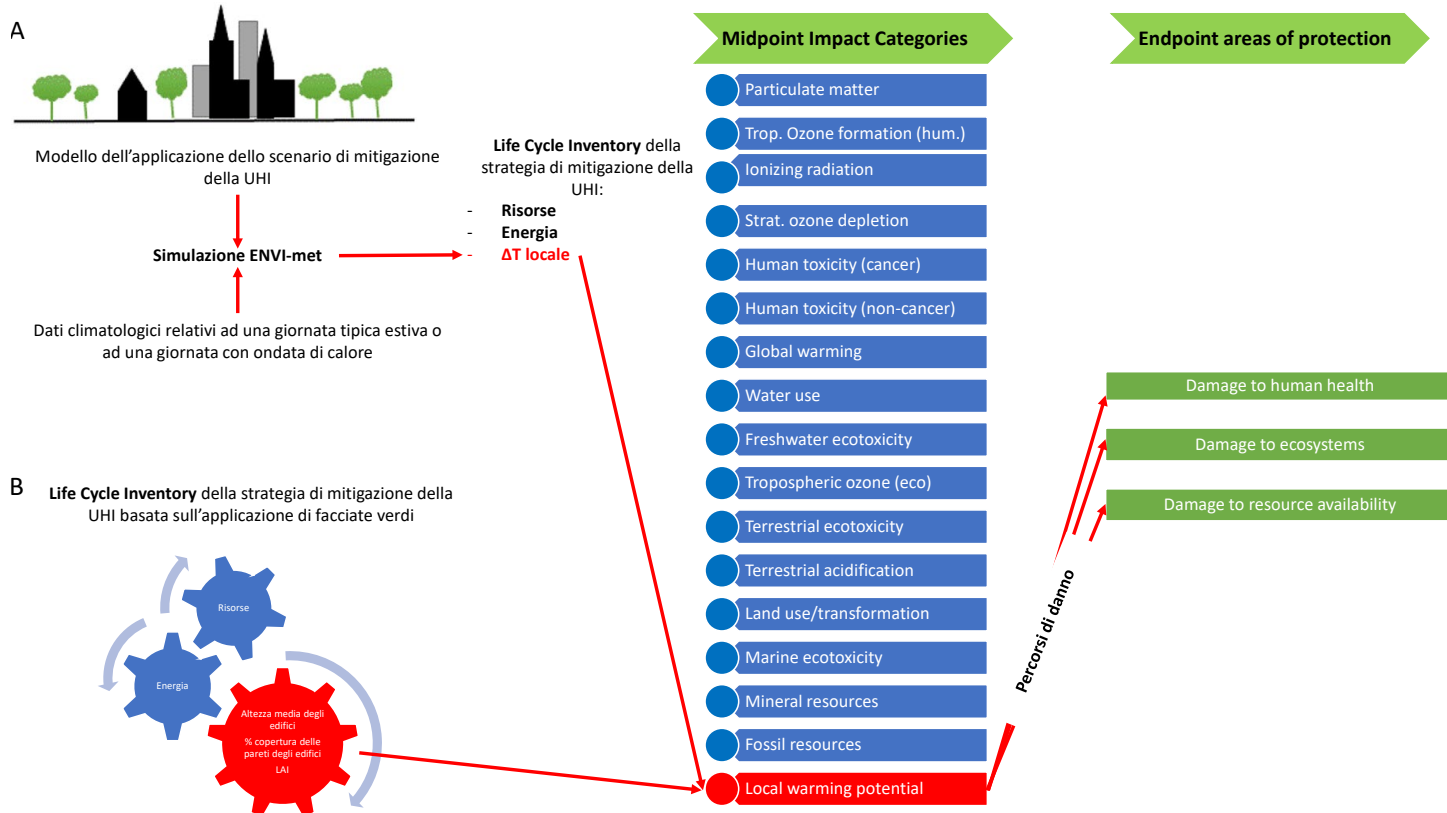 A
Modello dell'applicazione dello scenario di mitigazione
della UHI
Simulazione ENVI-met
Dati climatologici relativi ad una giornata tipica estiva o
ad una giornata con ondata di calore
Life Cycle Inventory della
strategia di mitigazione della
UHI:
- Risorse
- Energia
- ΔT locale
B
Life Cycle Inventory della strategia di mitigazione della
UHI basata sull'applicazione di facciate verdi
Risorse
Energia
Altezza media degli
edifici
% copertura delle
pareti degli edifici
LAI
Midpoint Impact Categories
Particulate matter
Trop. Ozone formation (hum.)
Ionizing radiation
Strat. ozone depletion
Human toxicity (cancer)
Human toxicity (non-cancer)
Global warming
Water use
Freshwater ecotoxicity
Tropospheric ozone (eco)
Terrestrial ecotoxicity
Terrestrial acidification
Land use/transformation
Marine ecotoxicity
Mineral resources
Fossil resources
Local warming potential
Percorsi di danno
Endpoint areas of protection
Damage to human health
Damage to ecosystems
Damage to resource availability